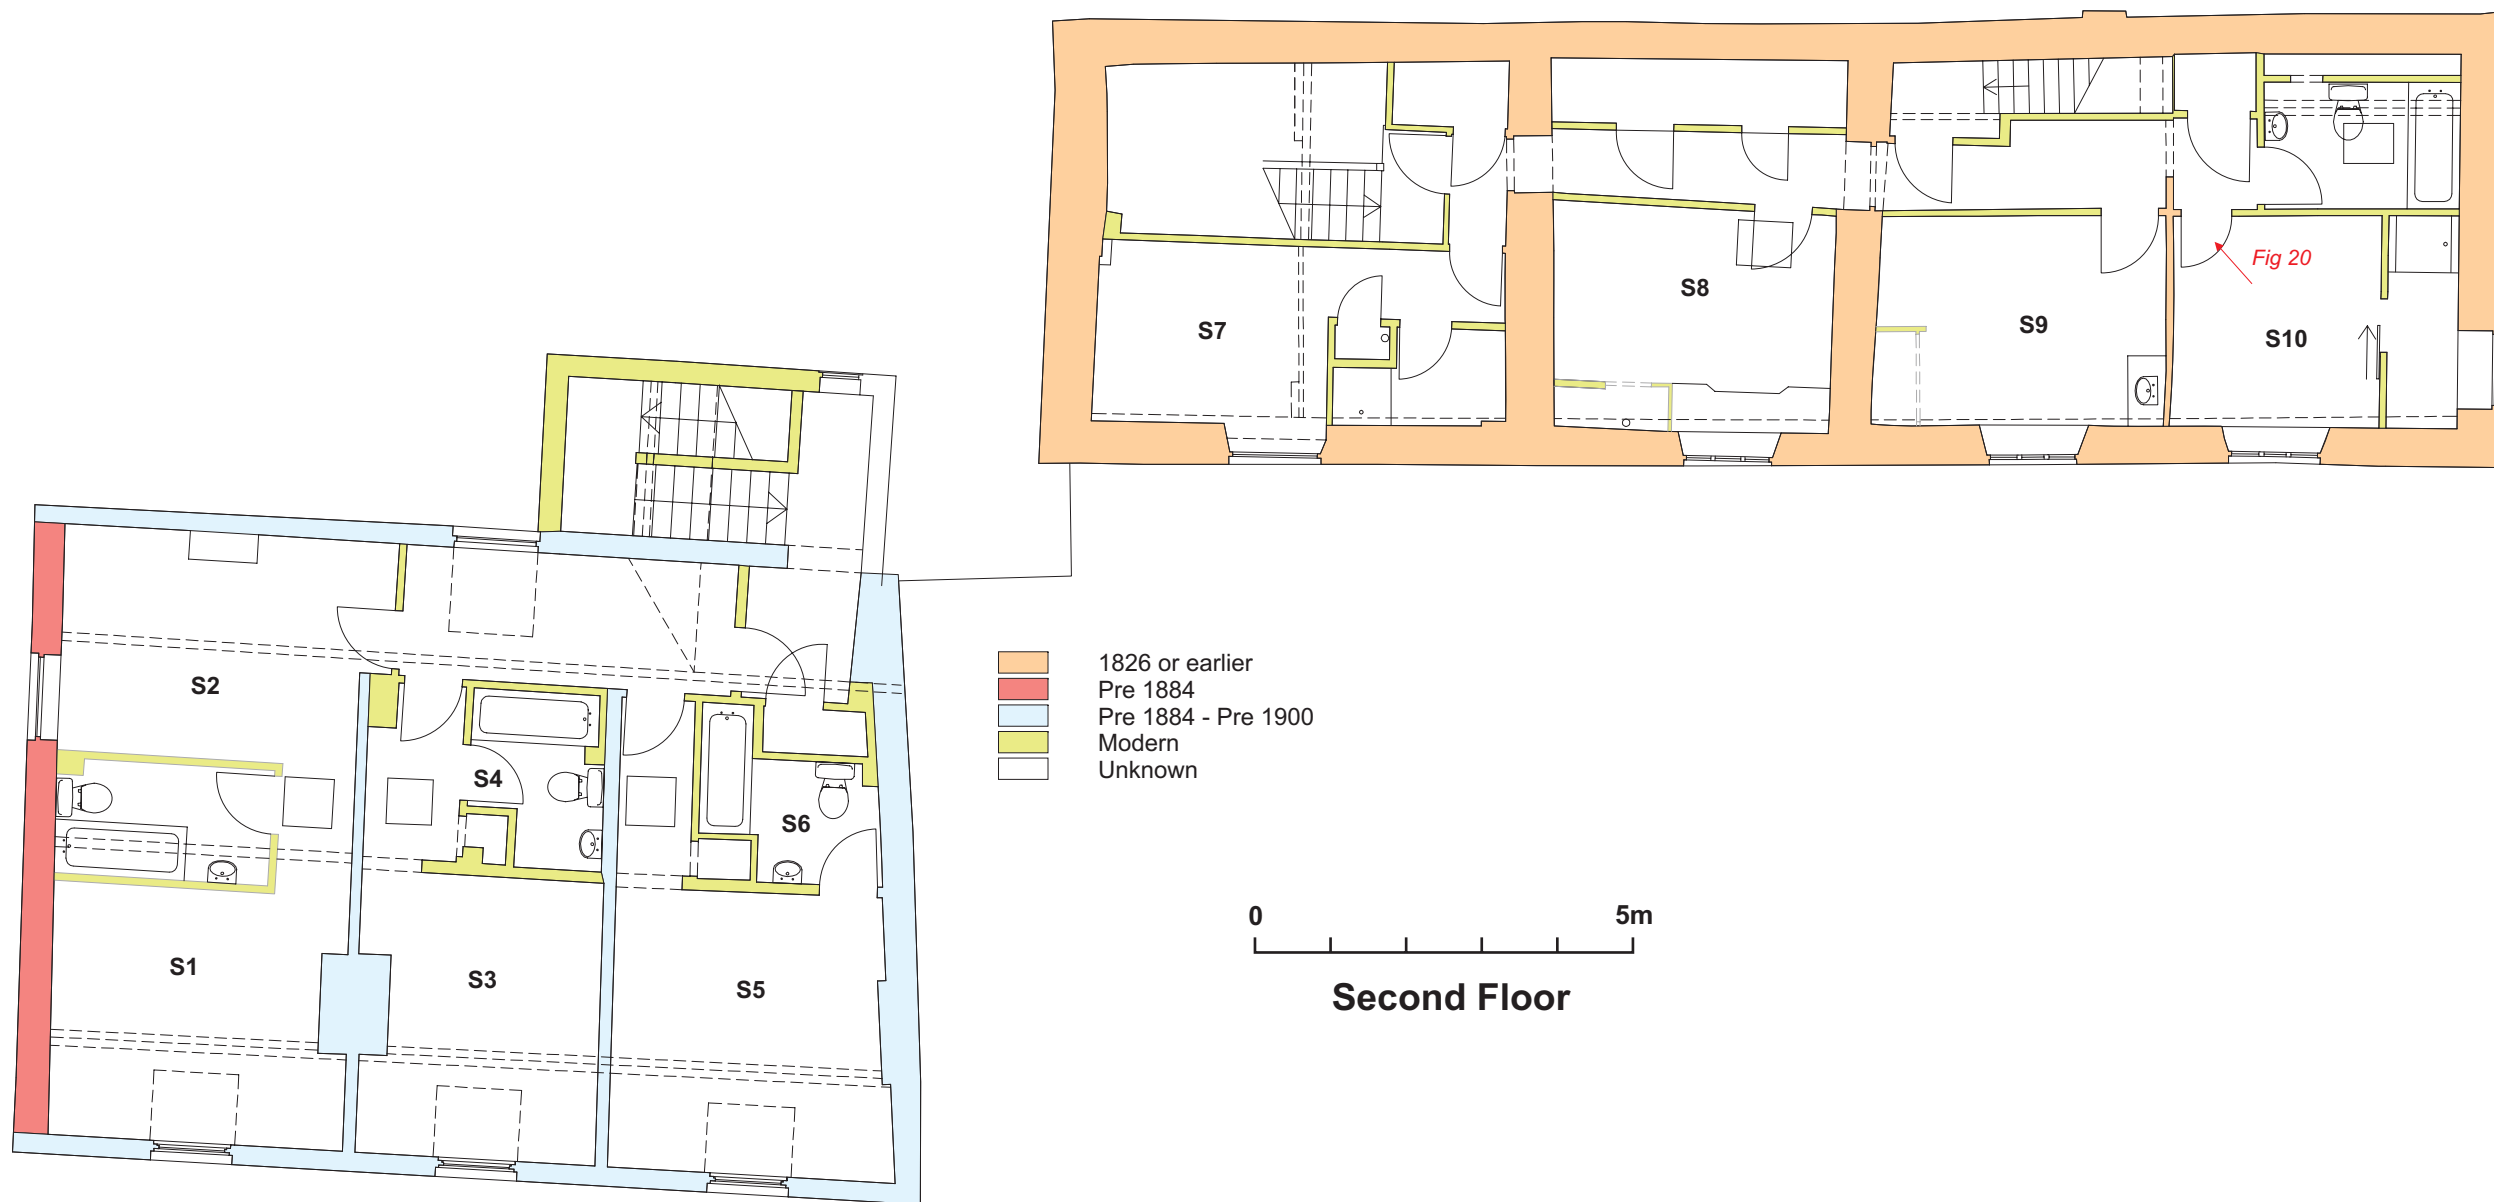 Fig 20
S8
S9
S7
S10
1826 or earlier
Pre 1884
S2
Pre 1884 - Pre 1900
Modern
Unknown
S4
S6
0 5m
S1
S3
S5
Second Floor